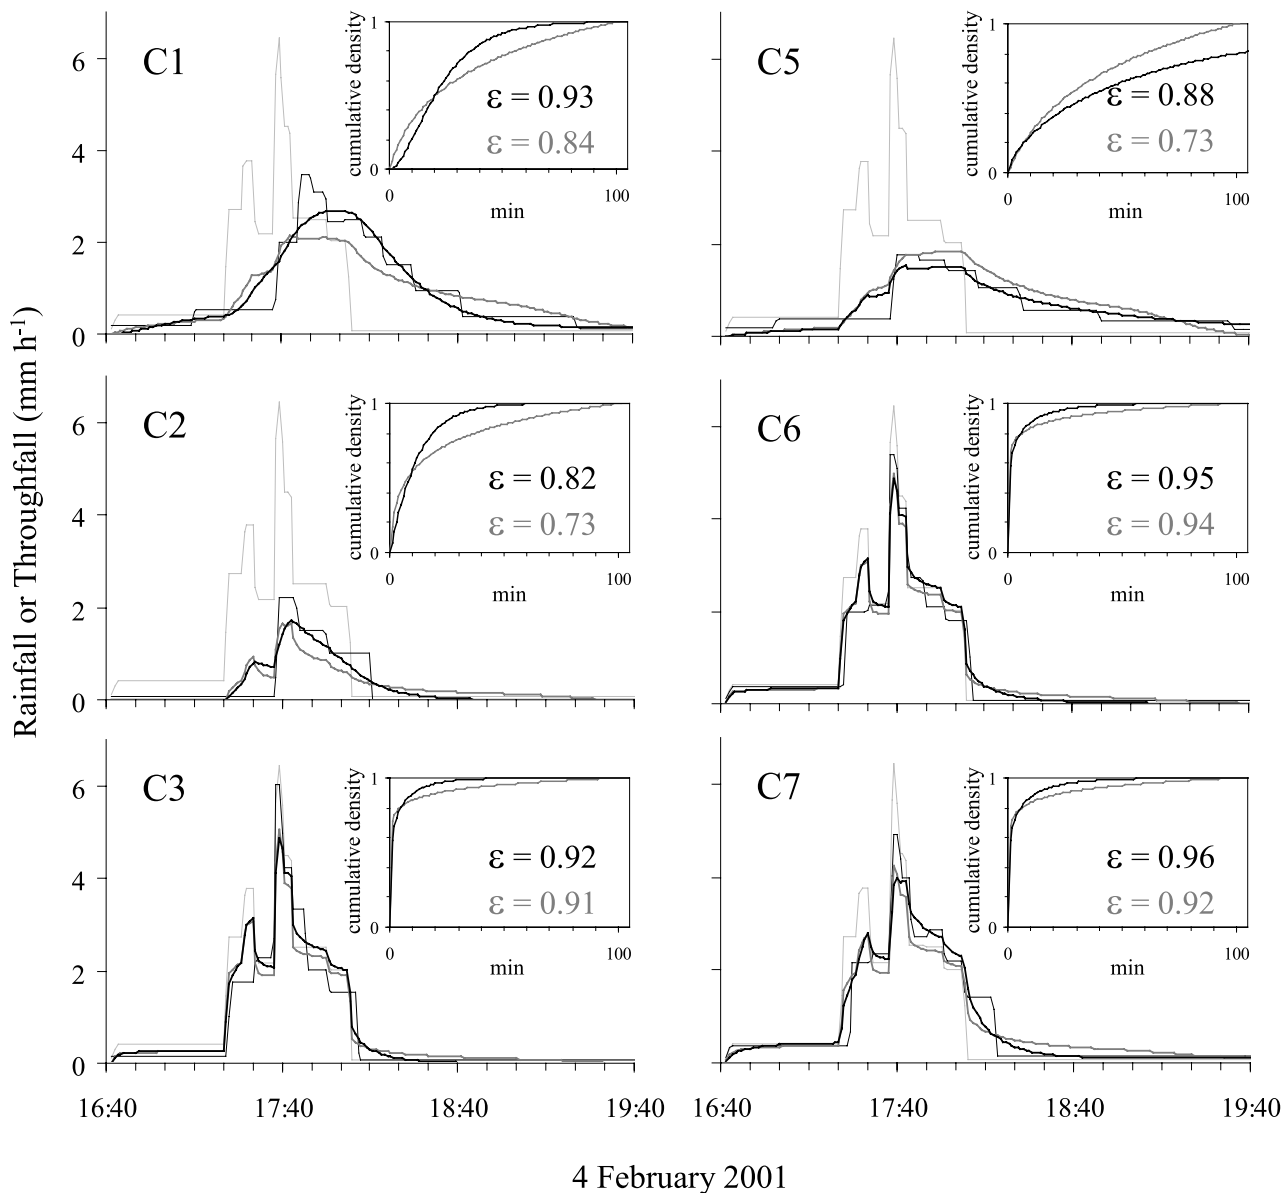 Rainfall or Throughfall (mm h-1)
C1
6
4
2
0
cumulative density
1
0
ε = 0.93
ε = 0.84
0
100
min
C5
cumulative density
1
0
ε = 0.88
ε = 0.73
0
100
min
C2
6
4
2
0
cumulative density
1
0
ε = 0.82
ε = 0.73
0
100
min
C6
cumulative density
1
0
ε = 0.95
ε = 0.94
0
100
min
C3
6
4
2
0
cumulative density
1
0
ε = 0.92
ε = 0.91
0
100
min
C7
cumulative density
1
0
ε = 0.96
ε = 0.92
0
100
min
16:40 17:40 18:40 19:40 16:40 17:40 18:40 19:40
4 February 2001